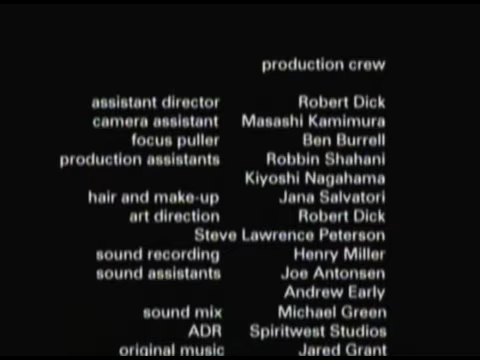 production crew
assistant director Robert Dick
camera assistant Masashi Kamimura
focus puller Ben Burrell
production assistants Robbin Shahani
Kiyoshi Nagahama
hair and make-up Jana Salvatori
art direction Robert Dick
Steve Lawrence Peterson
sound recording Henry Miller
sound assistants Joe Antonsen
Andrew Early
sound mix Michael Green
ADR Spiritwest Studios
original music Jared Grant